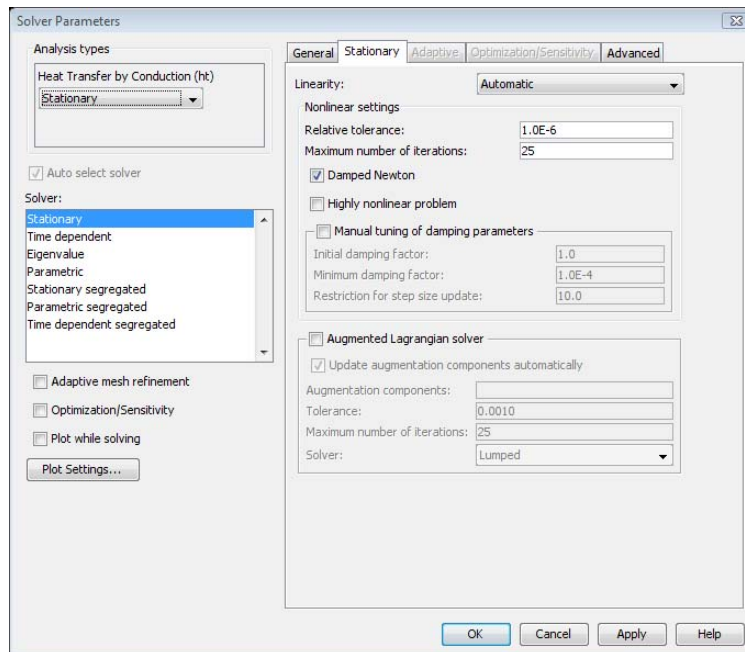 Solver Parameters
Analysis types
Heat Transfer by Conduction (ht)
Stationary
Auto select solver
Solver:
Stationary
Time dependent
Eigenvalue
Parametric
Stationary segregated
Parametric segregated
Time dependent segregated
Adaptive mesh refinement
Optimization/Sensitivity
Plot while solving
Plot Settings...
General Stationary Adaptive Optimization/Sensitivity Advanced
Linearity: Automatic
Nonlinear settings
Relative tolerance: 1.0E-6
Maximum number of iterations: 25
Damped Newton
Highly nonlinear problem
Manual tuning of damping parameters
Initial damping factor: 1.0
Minimum damping factor: 1.0E-4
Restriction for step size update: 10.0
Augmented Lagrangian solver
Update augmentation components automatically
Augmentation components:
Tolerance: 0.0010
Maximum number of iterations: 25
Solver: Lumped
OK Cancel Apply Help